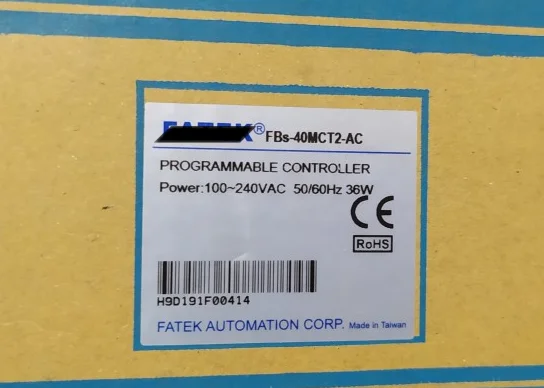 FATEK® FBs-40MCT2-AC
PROGRAMMABLE CONTROLLER
Power:100~240VAC 50/60Hz 36W
CE
RoHS
H9D191F00414
FATEK AUTOMATION CORP. Made in Taiwan